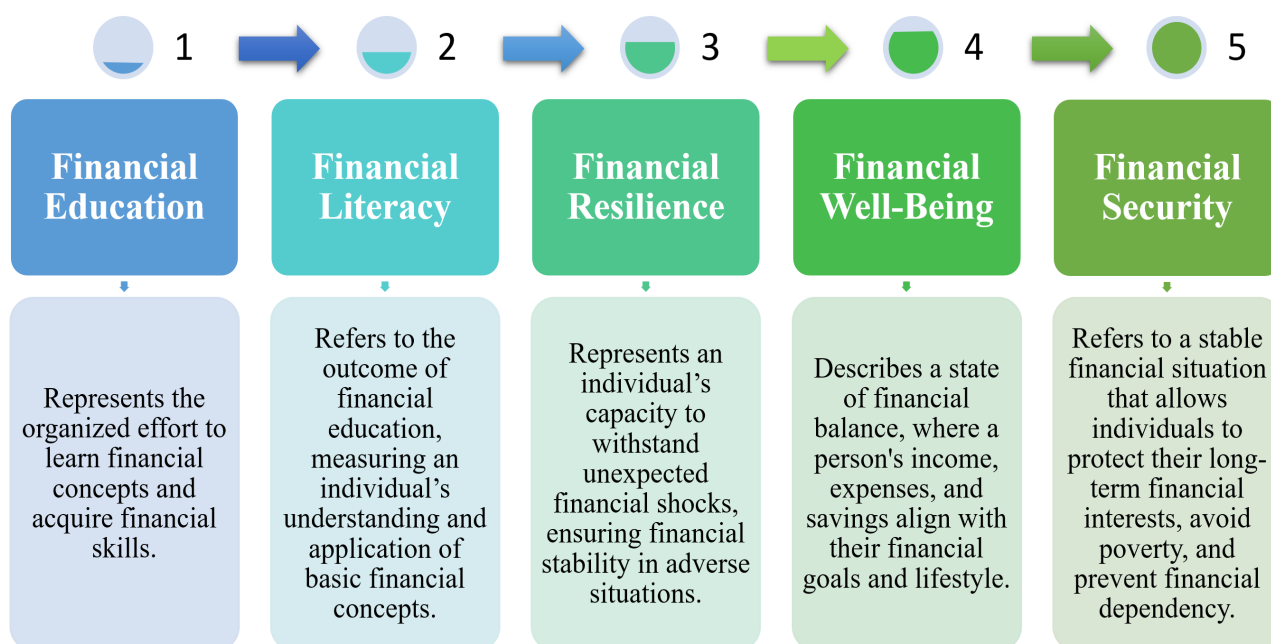 1
2
3
4
5
Financial
Education
Financial
Literacy
Financial
Resilience
Financial
Well-Being
Financial
Security
Represents the
organized effort to
learn financial
concepts and
acquire financial
skills.
Refers to the
outcome of
financial
education,
measuring an
individual’s
understanding and
application of
basic financial
concepts.
Represents an
individual’s
capacity to
withstand
unexpected
financial shocks,
ensuring financial
stability in adverse
situations.
Describes a state
of financial
balance, where a
person's income,
expenses, and
savings align with
their financial
goals and lifestyle.
Refers to a stable
financial situation
that allows
individuals to
protect their long-
term financial
interests, avoid
poverty, and
prevent financial
dependency.